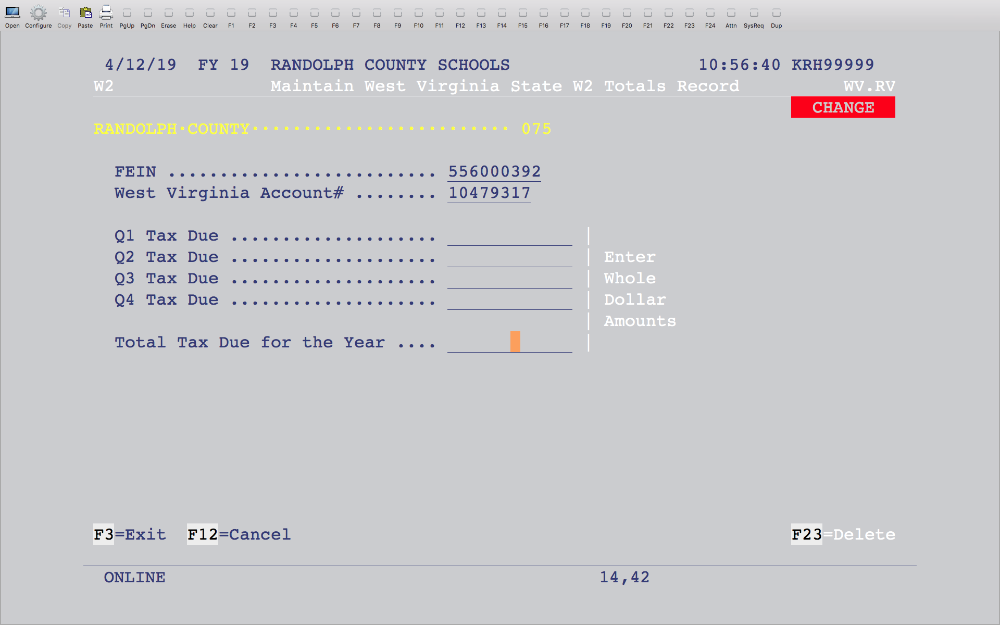 Open Configure Copy Paste Print PgUp PgDn Erase Help Clear F1 F2 F3 F4 F5 F6 F7 F8 F9 F10 F11 F12 F13 F14 F15 F16 F17 F18 F19 F20 F21 F22 F23 F24 Attn SysReq Dup
4/12/19 FY 19 RANDOLPH COUNTY SCHOOLS 10:56:40 KRH99999
W2 Maintain West Virginia State W2 Totals Record WV.RV
CHANGE
RANDOLPH·COUNTY························· 075
FEIN .......................... 556000392
West Virginia Account# ........ 10479317
Q1 Tax Due .................... |
Q2 Tax Due .................... | Enter
Q3 Tax Due .................... | Whole
Q4 Tax Due .................... | Dollar
| Amounts
Total Tax Due for the Year .... |
F3=Exit F12=Cancel F23=Delete
ONLINE 14,42